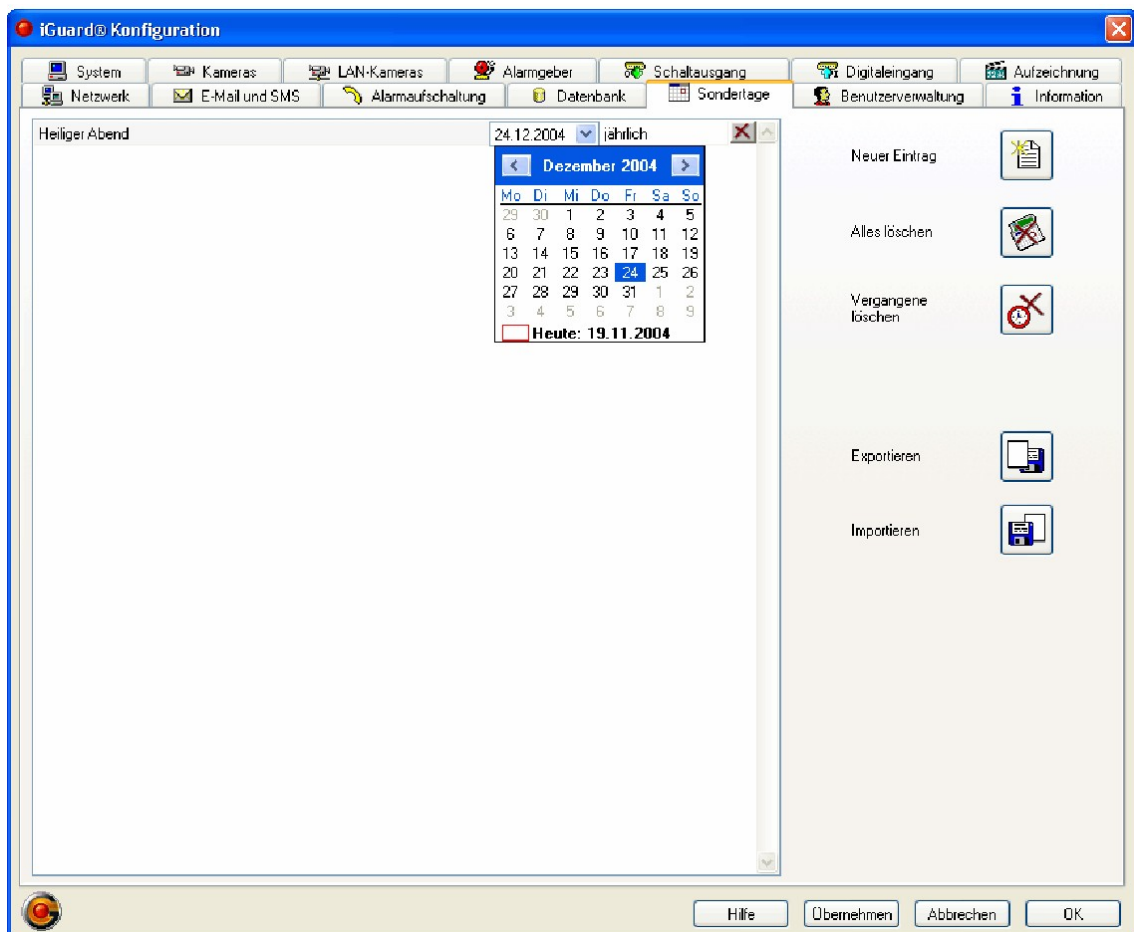 iGuard® Konfiguration
System Kameras LAN-Kameras Alarmgeber Schaltausgang Digitaleingang Aufzeichnung
Netzwerk E-Mail und SMS Alarmaufschaltung Datenbank Sondertage Benutzerverwaltung Information
Heiliger Abend 24.12.2004 jährlich
Dezember 2004
Mo Di Mi Do Fr Sa So
29 30 1 2 3 4 5
6 7 8 9 10 11 12
13 14 15 16 17 18 19
20 21 22 23 24 25 26
27 28 29 30 31 1 2
3 4 5 6 7 8 9
Heute: 19.11.2004
Neuer Eintrag
Alles löschen
Vergangene
löschen
Exportieren
Importieren
Hilfe Übernehmen Abbrechen OK